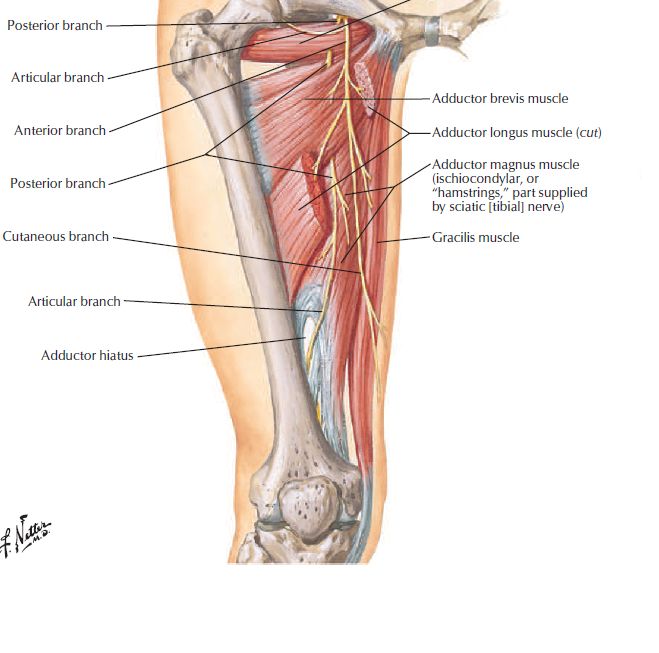 Posterior branch
Articular branch
Anterior branch
Posterior branch
Cutaneous branch
Articular branch
Adductor hiatus
Adductor brevis muscle
Adductor longus muscle (cut)
Adductor magnus muscle
(ischiocondylar, or
“hamstrings,” part supplied
by sciatic [tibial] nerve)
Gracilis muscle
F. Netter
M.D.